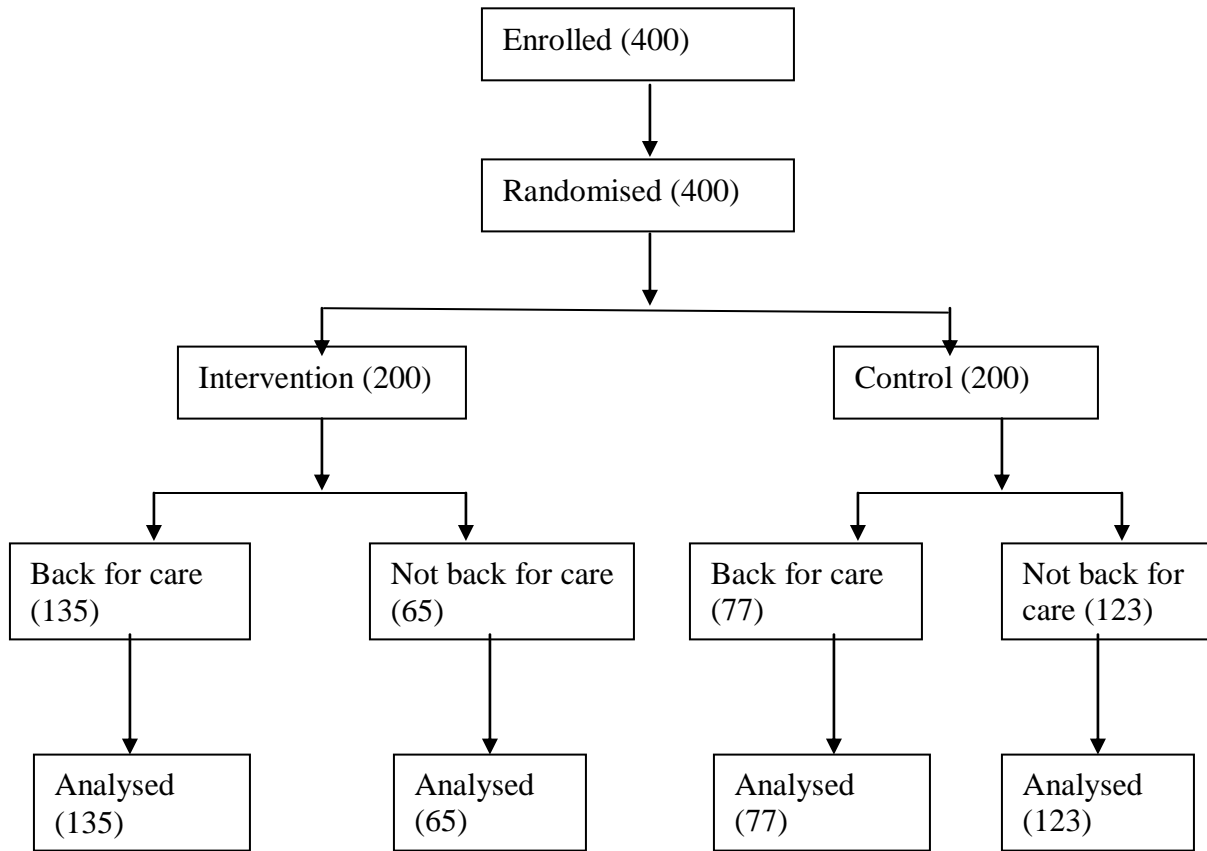 Enrolled (400)
Randomised (400)
Intervention (200)
Control (200)
Back for care
(135)
Not back for care
(65)
Back for care
(77)
Not back for
care (123)
Analysed
(135)
Analysed
(65)
Analysed
(77)
Analysed
(123)